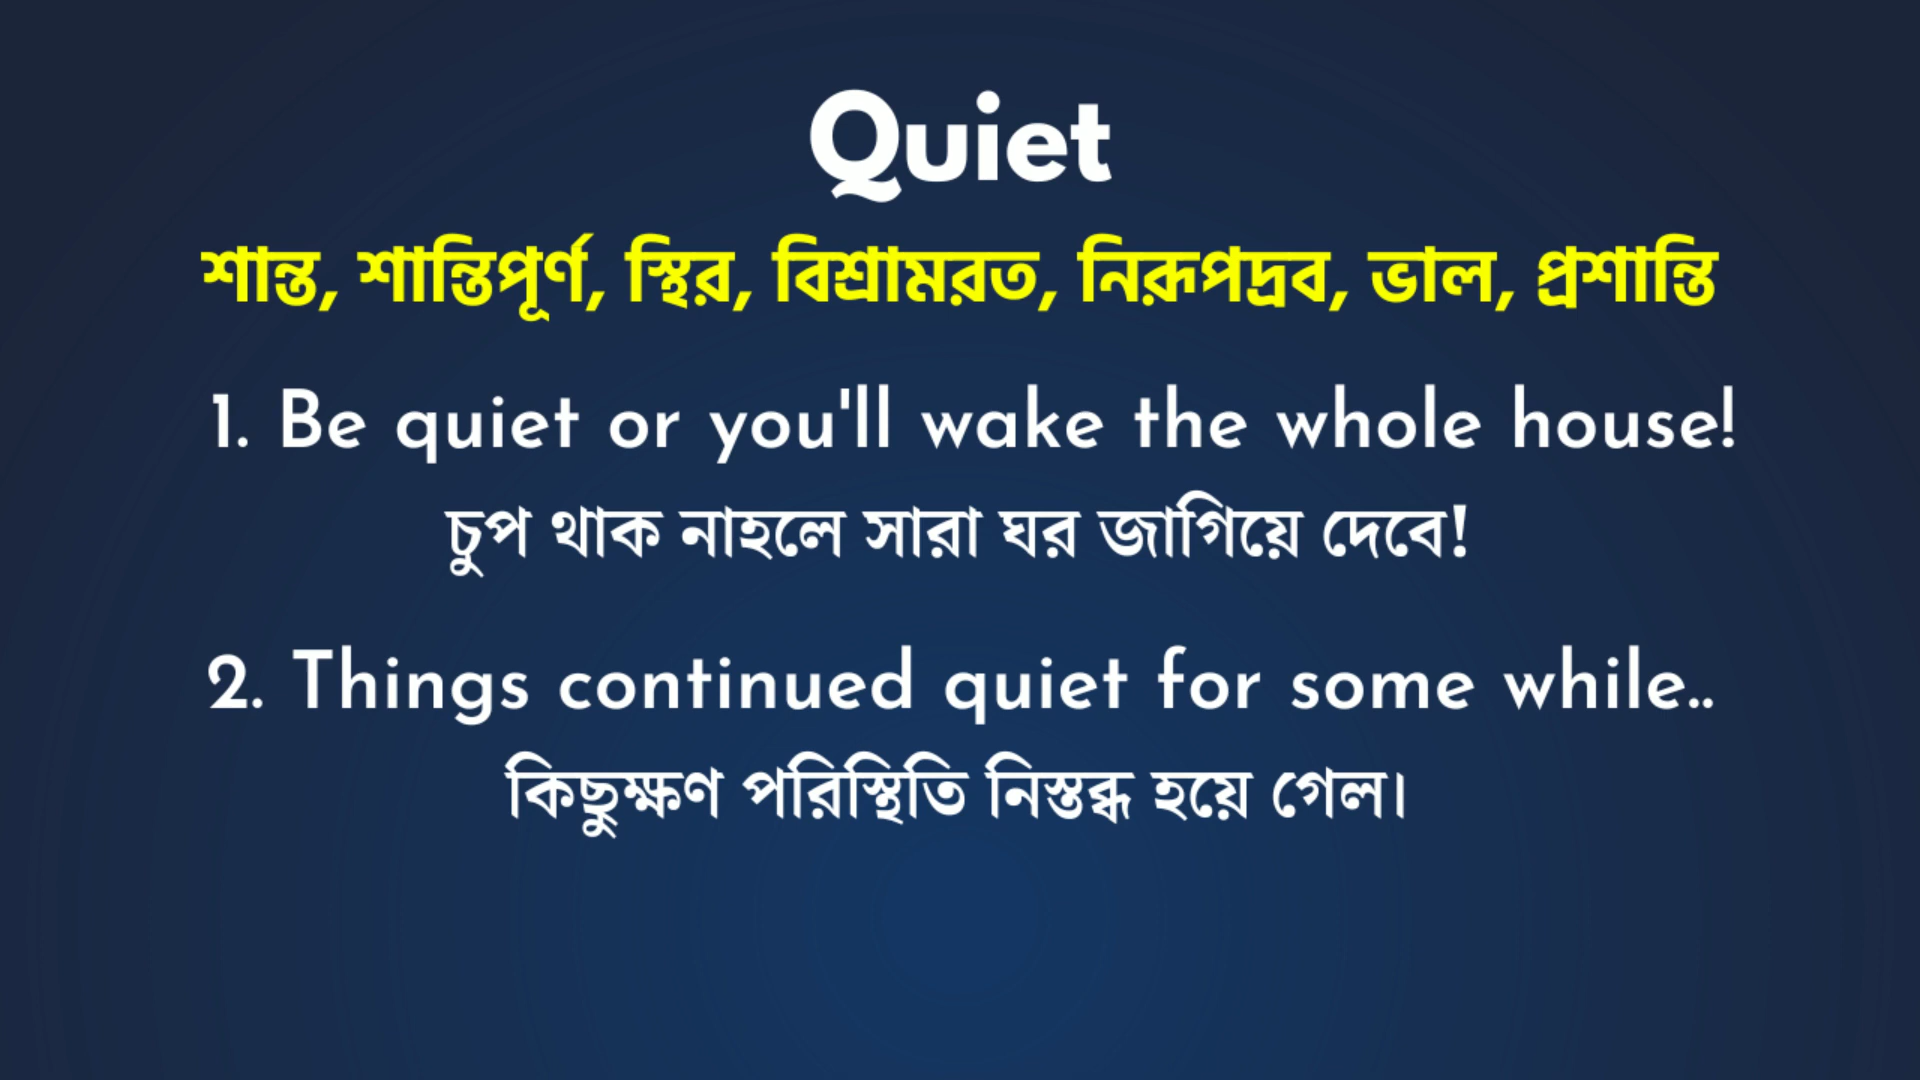 Quiet
শান্ত, শান্তিপূর্ণ, স্থির, বিশ্রামরত, নিরূপদ্রব, ভাল, প্রশান্তি
1. Be quiet or you'll wake the whole house!
চুপ থাক নাহলে সারা ঘর জাগিয়ে দেবে!
2. Things continued quiet for some while..
কিছুক্ষণ পরিস্থিতি নিস্তব্ধ হয়ে গেল।